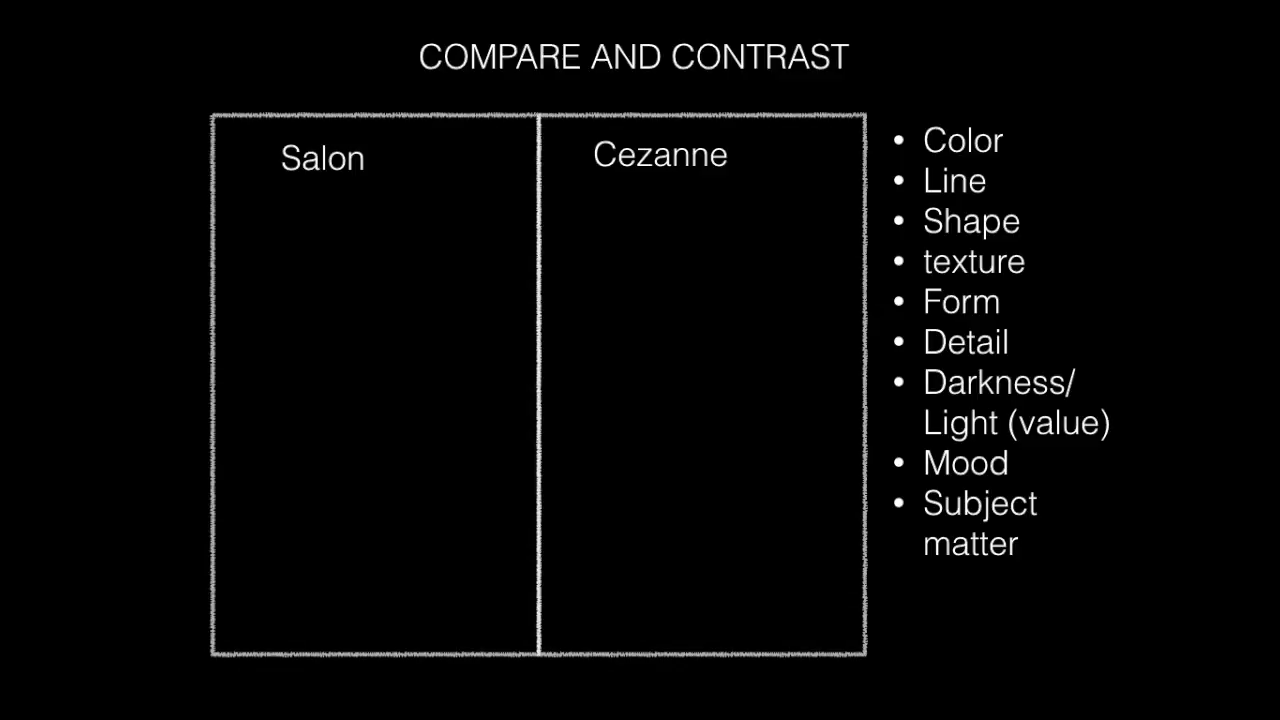 COMPARE AND CONTRAST
Salon
Cezanne
• Color
• Line
• Shape
• texture
• Form
• Detail
• Darkness/
Light (value)
• Mood
• Subject
matter